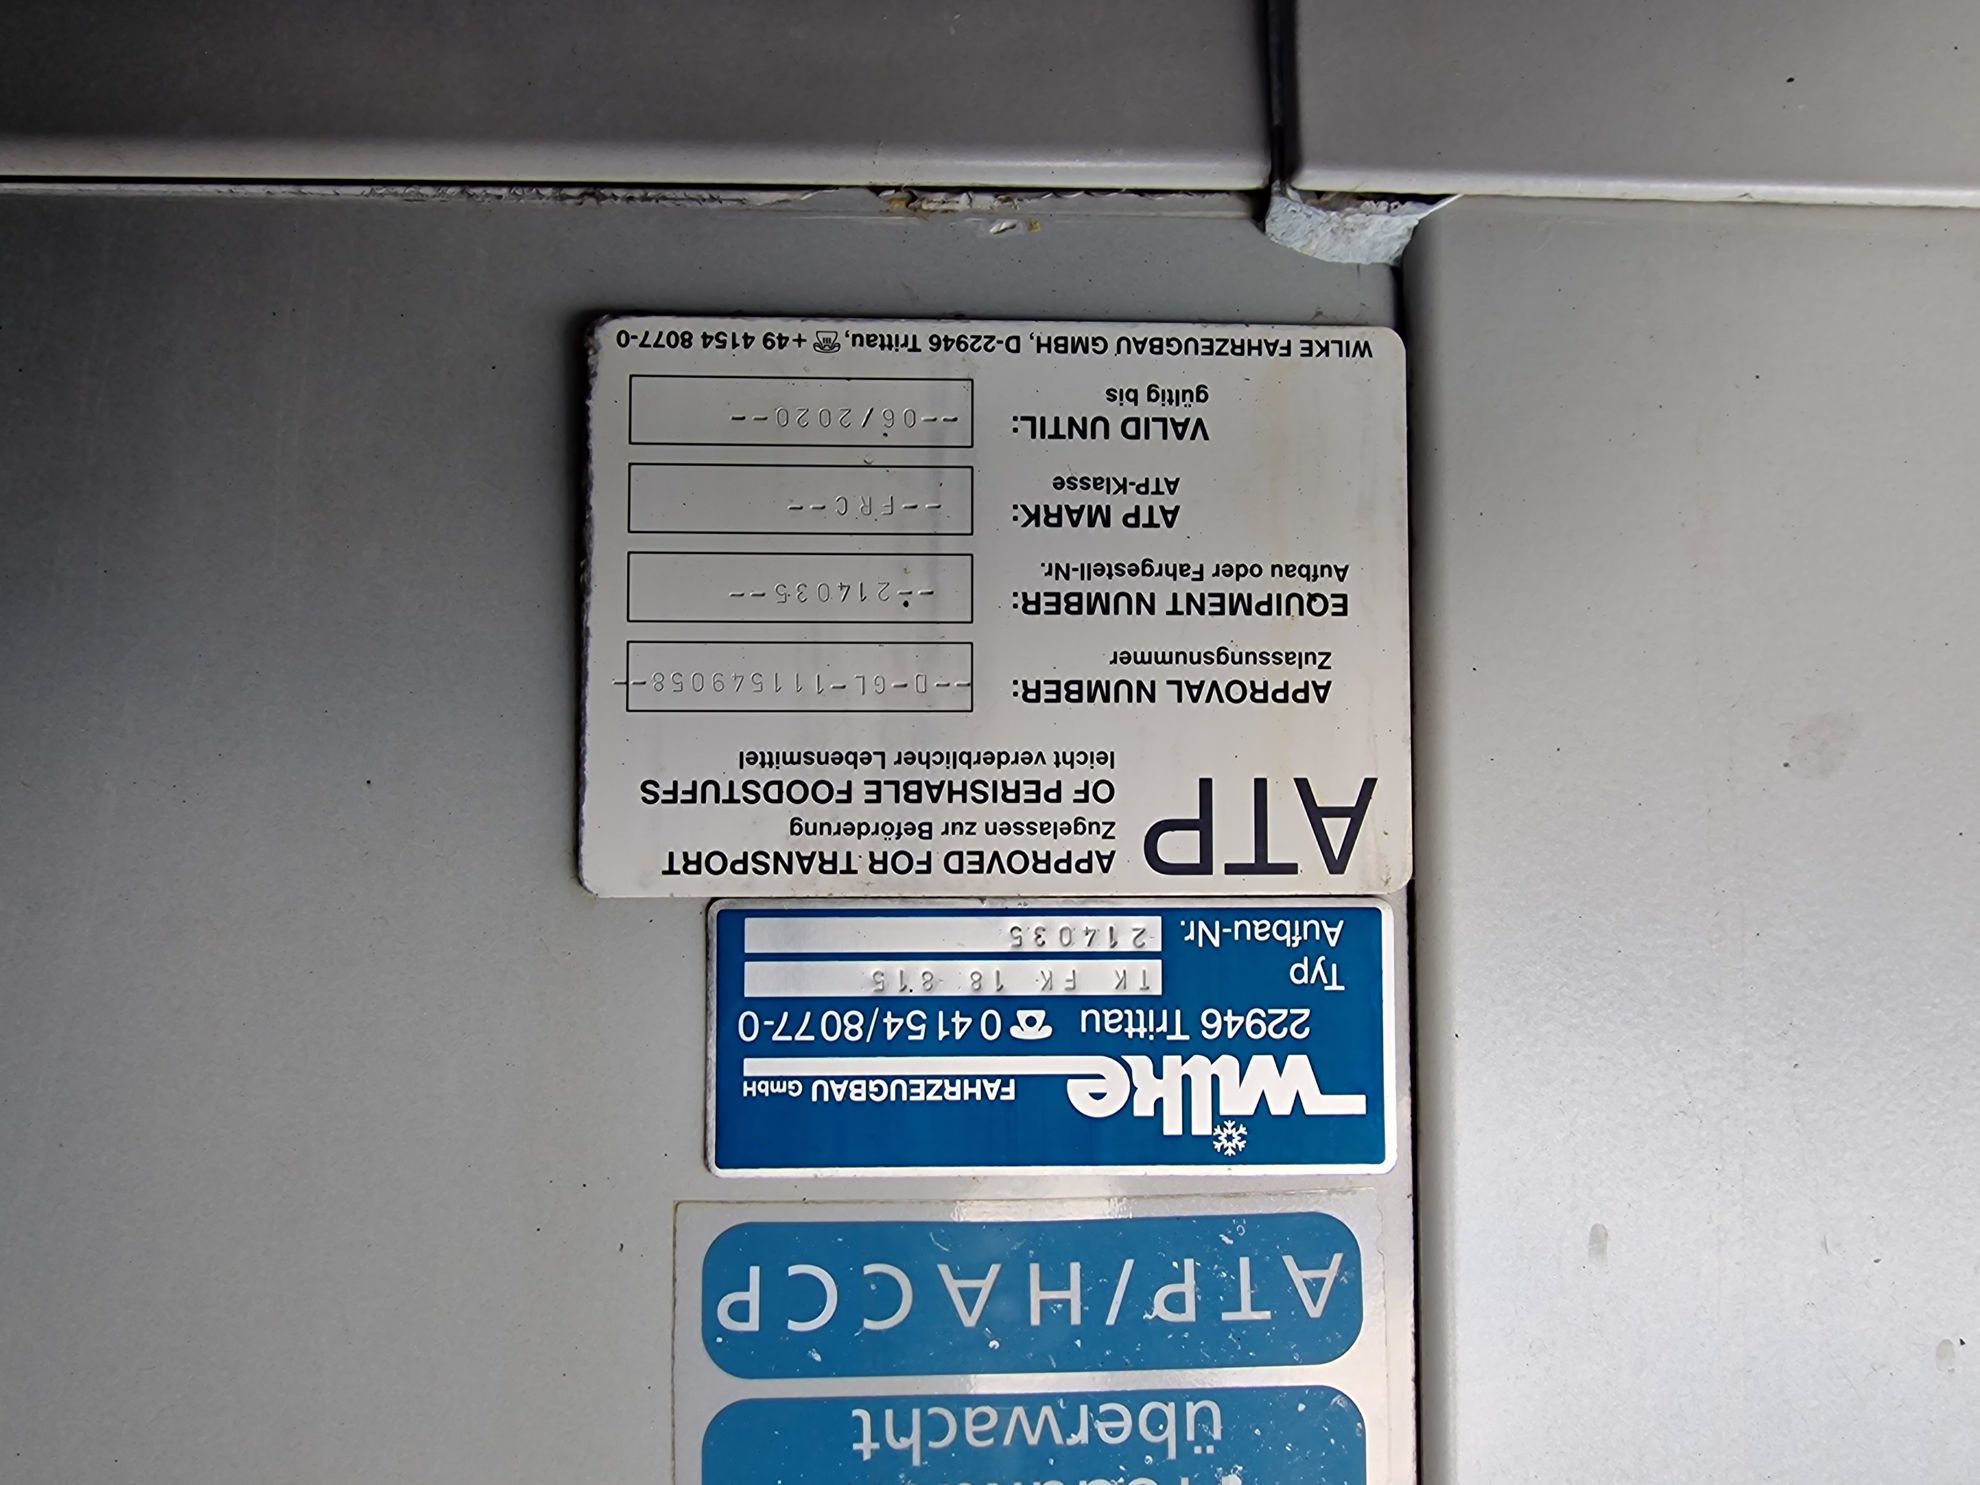 überwacht
ATP/HACCP
wilke FAHRZEUGBAU GmbH
22946 Trittau ☎ 0 41 54/80 77-0
Typ TK FK 18 815
Aufbau-Nr. 214035
ATP
APPROVED FOR TRANSPORT
Zugelassen zur Beförderung
OF PERISHABLE FOODSTUFFS
leicht verderblicher Lebensmittel
APPROVAL NUMBER: --D-GL-111549058--
Zulassungsnummer
EQUIPMENT NUMBER: --214035--
Aufbau oder Fahrgestell-Nr.
ATP MARK: --FRC--
ATP-Klasse
VALID UNTIL: --06/2020--
gültig bis
WILKE FAHRZEUGBAU GMBH, D-22946 Trittau, ☎ +49 4154 8077-0